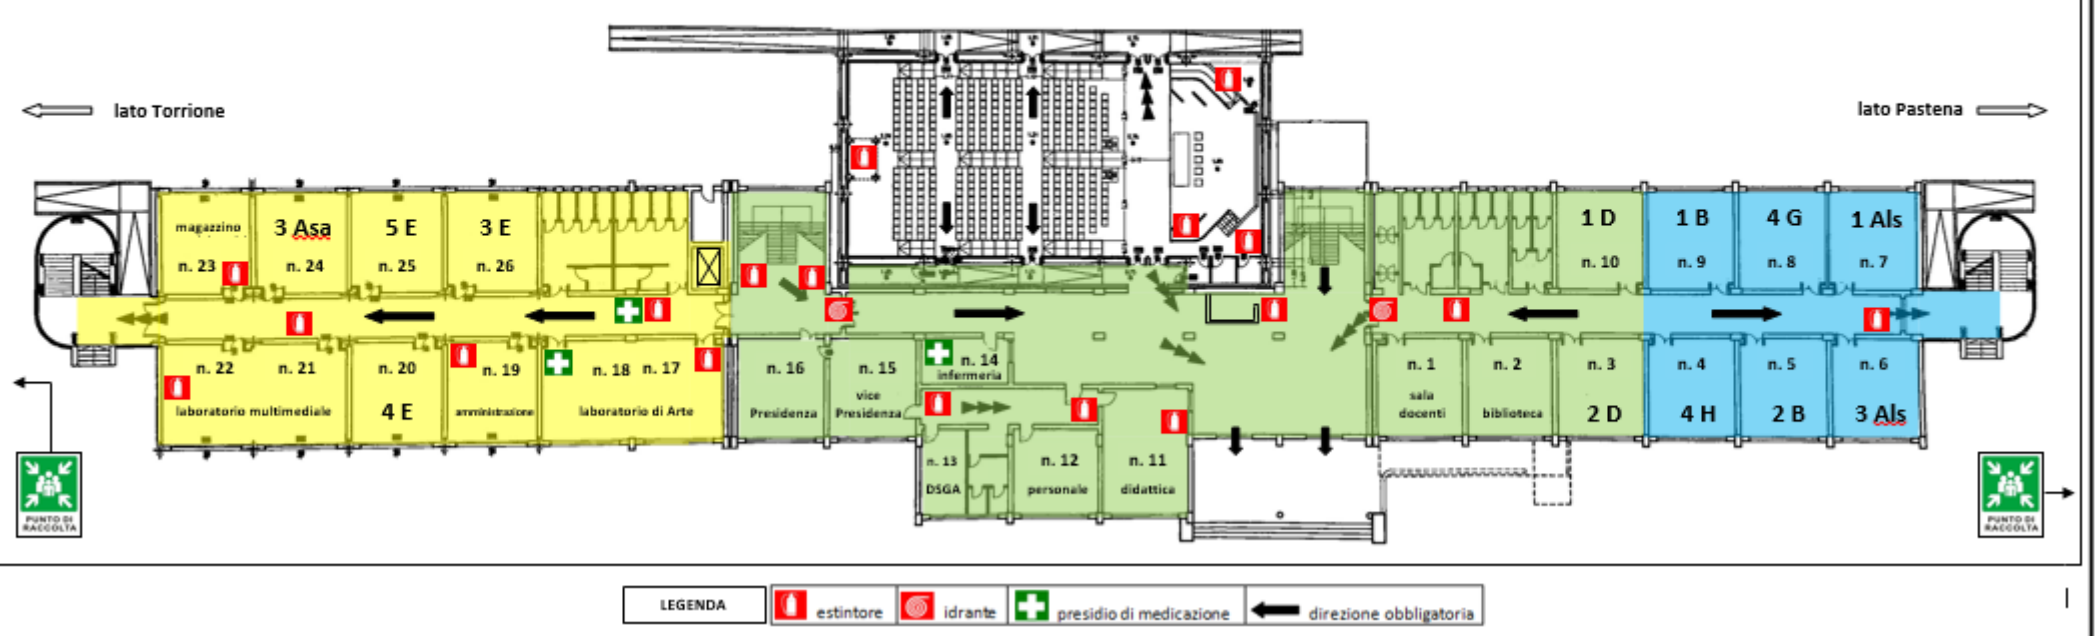 lato Torrione
lato Pastena
magazzino
n. 23
3 Asa
n. 24
5 E
n. 25
3 E
n. 26
1 D
n. 10
1 B
n. 9
4 G
n. 8
1 Als
n. 7
n. 22
n. 21
laboratorio multimediale
n. 20
4 E
n. 19
amministrazione
n. 18
n. 17
laboratorio di Arte
n. 16
Presidenza
n. 15
vice
Presidenza
n. 14
infermeria
n. 13
DSGA
n. 12
personale
n. 11
didattica
n. 1
sala
docenti
n. 2
biblioteca
n. 3
2 D
n. 4
4 H
n. 5
2 B
n. 6
3 Als
PUNTO DI
RACCOLTA
PUNTO DI
RACCOLTA
LEGENDA
estintore
idrante
presidio di medicazione
direzione obbligatoria